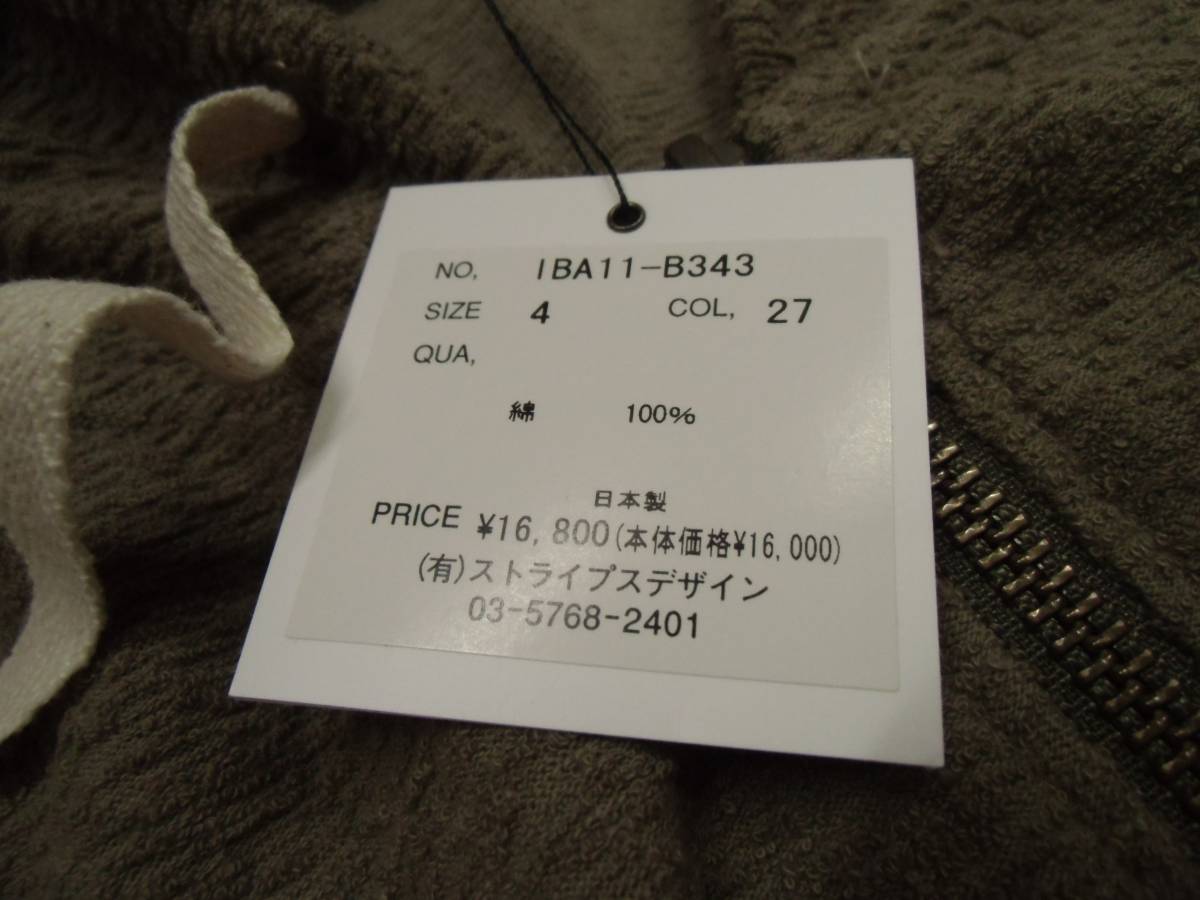 NO, IBA11-B343
SIZE 4 COL, 27
QUA,
綿 100%
日本製
PRICE ¥16,800(本体価格¥16,000)
(有)ストライプスデザイン
03-5768-2401